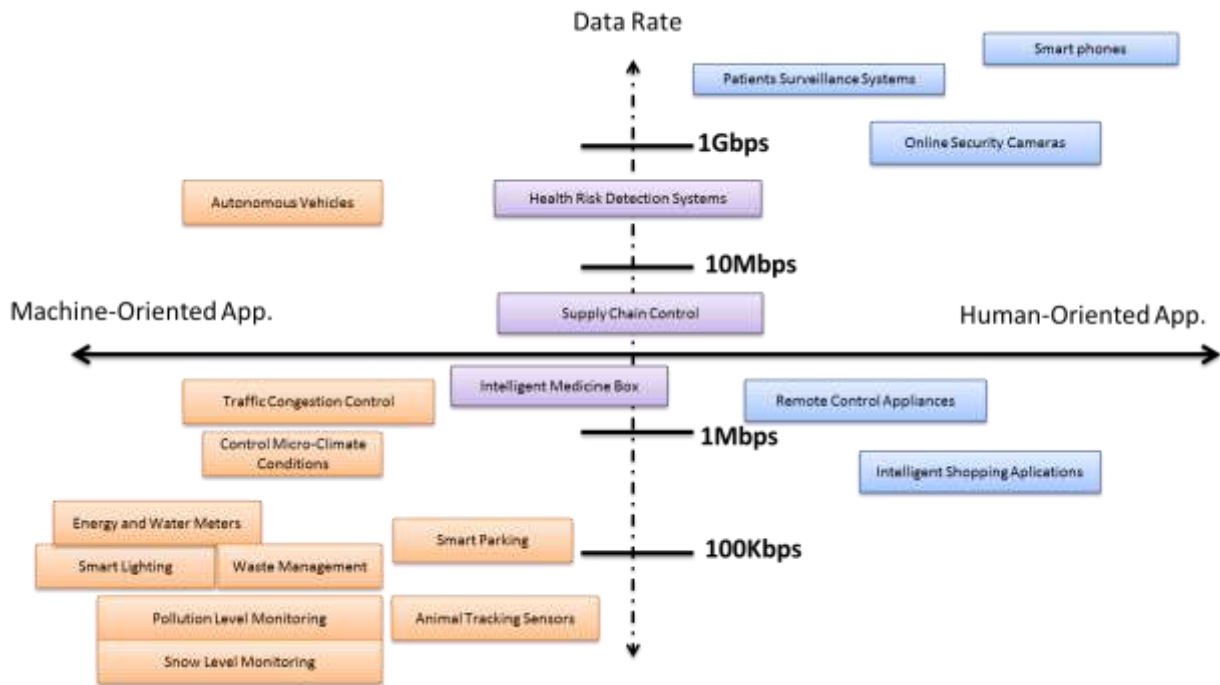 Data Rate
Smart phones
Patients Surveillance Systems
1Gbps
Online Security Cameras
Autonomous Vehicles
Health Risk Detection Systems
10Mbps
Machine-Oriented App.
Supply Chain Control
Human-Oriented App.
Traffic Congestion Control
Intelligent Medicine Box
Remote Control Appliances
1Mbps
Control Micro-Climate
Conditions
Intelligent Shopping Aplications
Energy and Water Meters
Smart Parking
100Kbps
Smart Lighting
Waste Management
Pollution Level Monitoring
Animal Tracking Sensors
Snow Level Monitoring